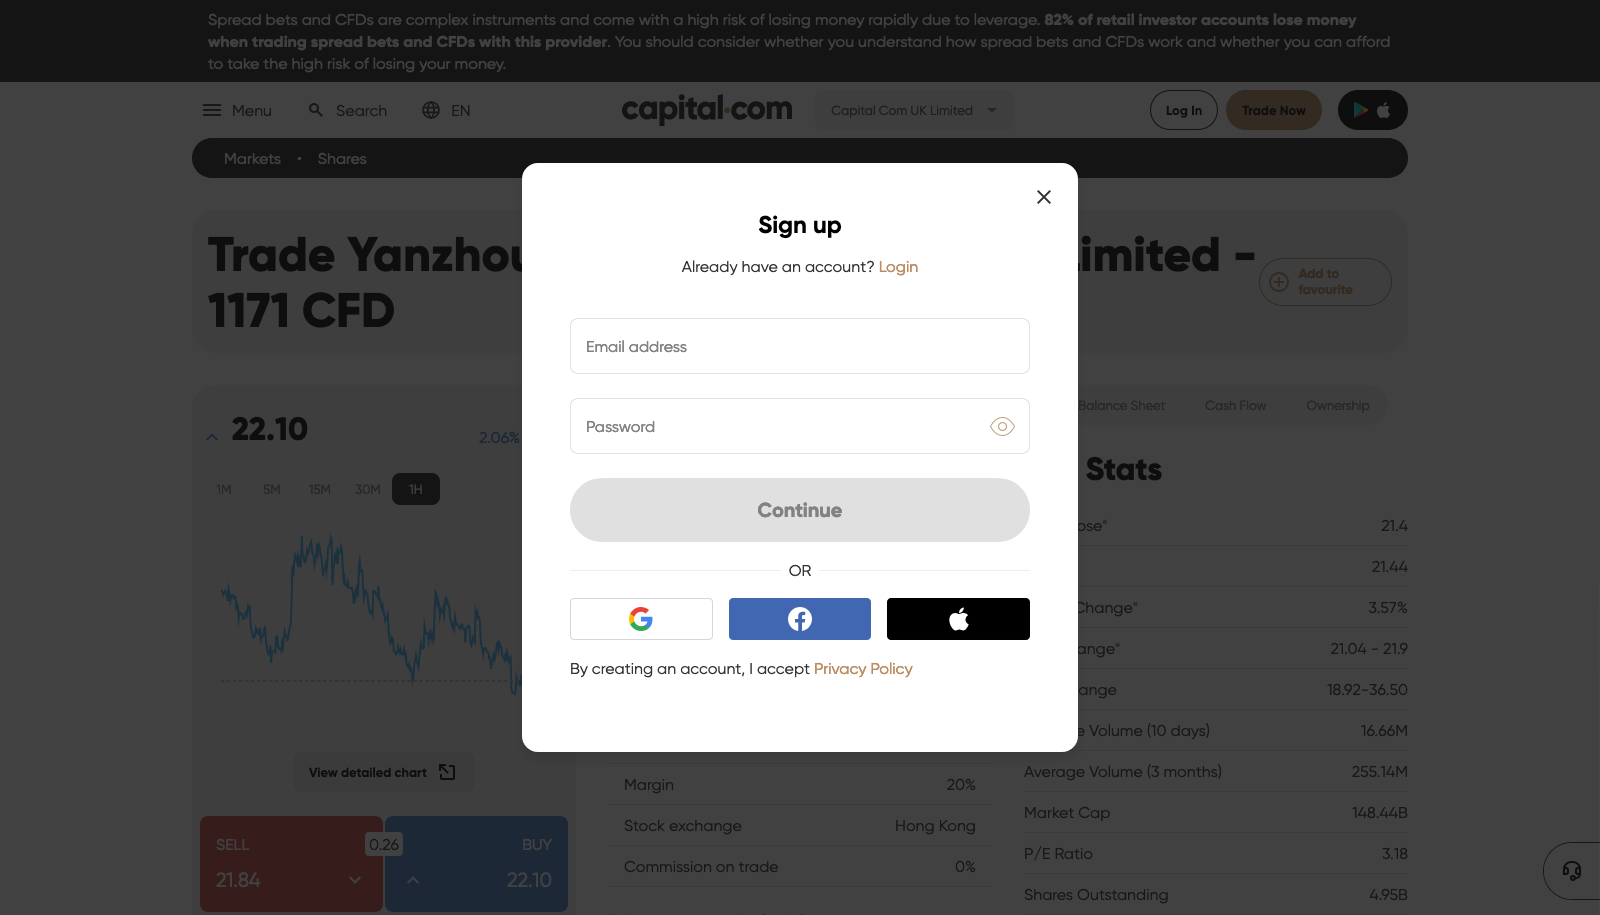 Spread bets and CFDs are complex instruments and come with a high risk of losing money rapidly due to leverage. 82% of retail investor accounts lose money
when trading spread bets and CFDs with this provider. You should consider whether you understand how spread bets and CFDs work and whether you can afford
to take the high risk of losing your money.
Menu
Search
EN
capital.com
Capital Com UK Limited
Log In
Trade Now
Markets • Shares
Trade Yanzhou
Limited -
1171 CFD
Add to
favourite
Sign up
Already have an account? Login
Email address
Password
Continue
OR
By creating an account, I accept Privacy Policy
22.10
2.06%
1M
5M
15M
30M
1H
View detailed chart
SELL
21.84
0.26
BUY
22.10
Margin 20%
Stock exchange Hong Kong
Commission on trade 0%
Balance Sheet
Cash Flow
Ownership
Stats
21.4
21.44
Change* 3.57%
21.04 - 21.9
18.92-36.50
Volume (10 days) 16.66M
Average Volume (3 months) 255.14M
Market Cap 148.44B
P/E Ratio 3.18
Shares Outstanding 4.95B